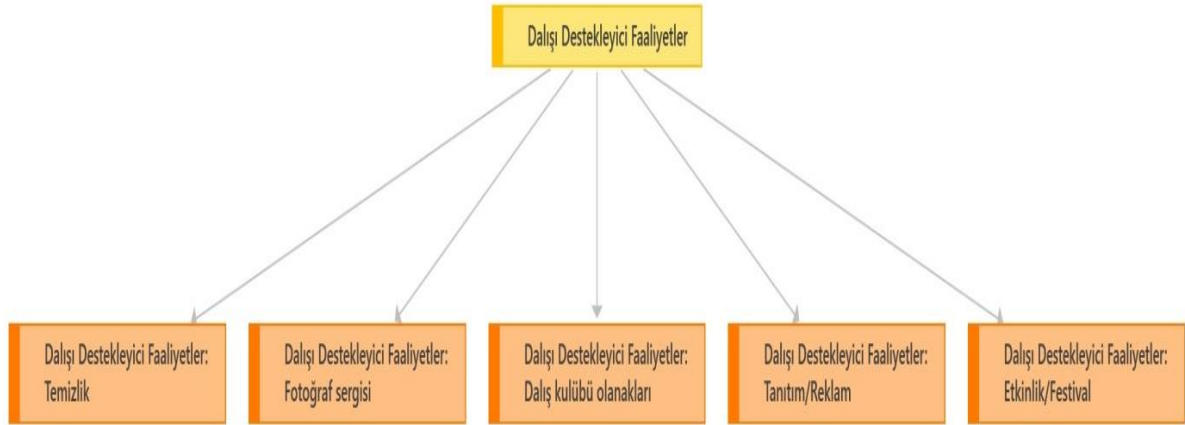 Dalışı Destekleyici Faaliyetler
Dalışı Destekleyici Faaliyetler:
Temizlik
Dalışı Destekleyici Faaliyetler:
Fotoğraf sergisi
Dalışı Destekleyici Faaliyetler:
Dalış kulübü olanakları
Dalışı Destekleyici Faaliyetler:
Tanıtım/Reklam
Dalışı Destekleyici Faaliyetler:
Etkinlik/Festival